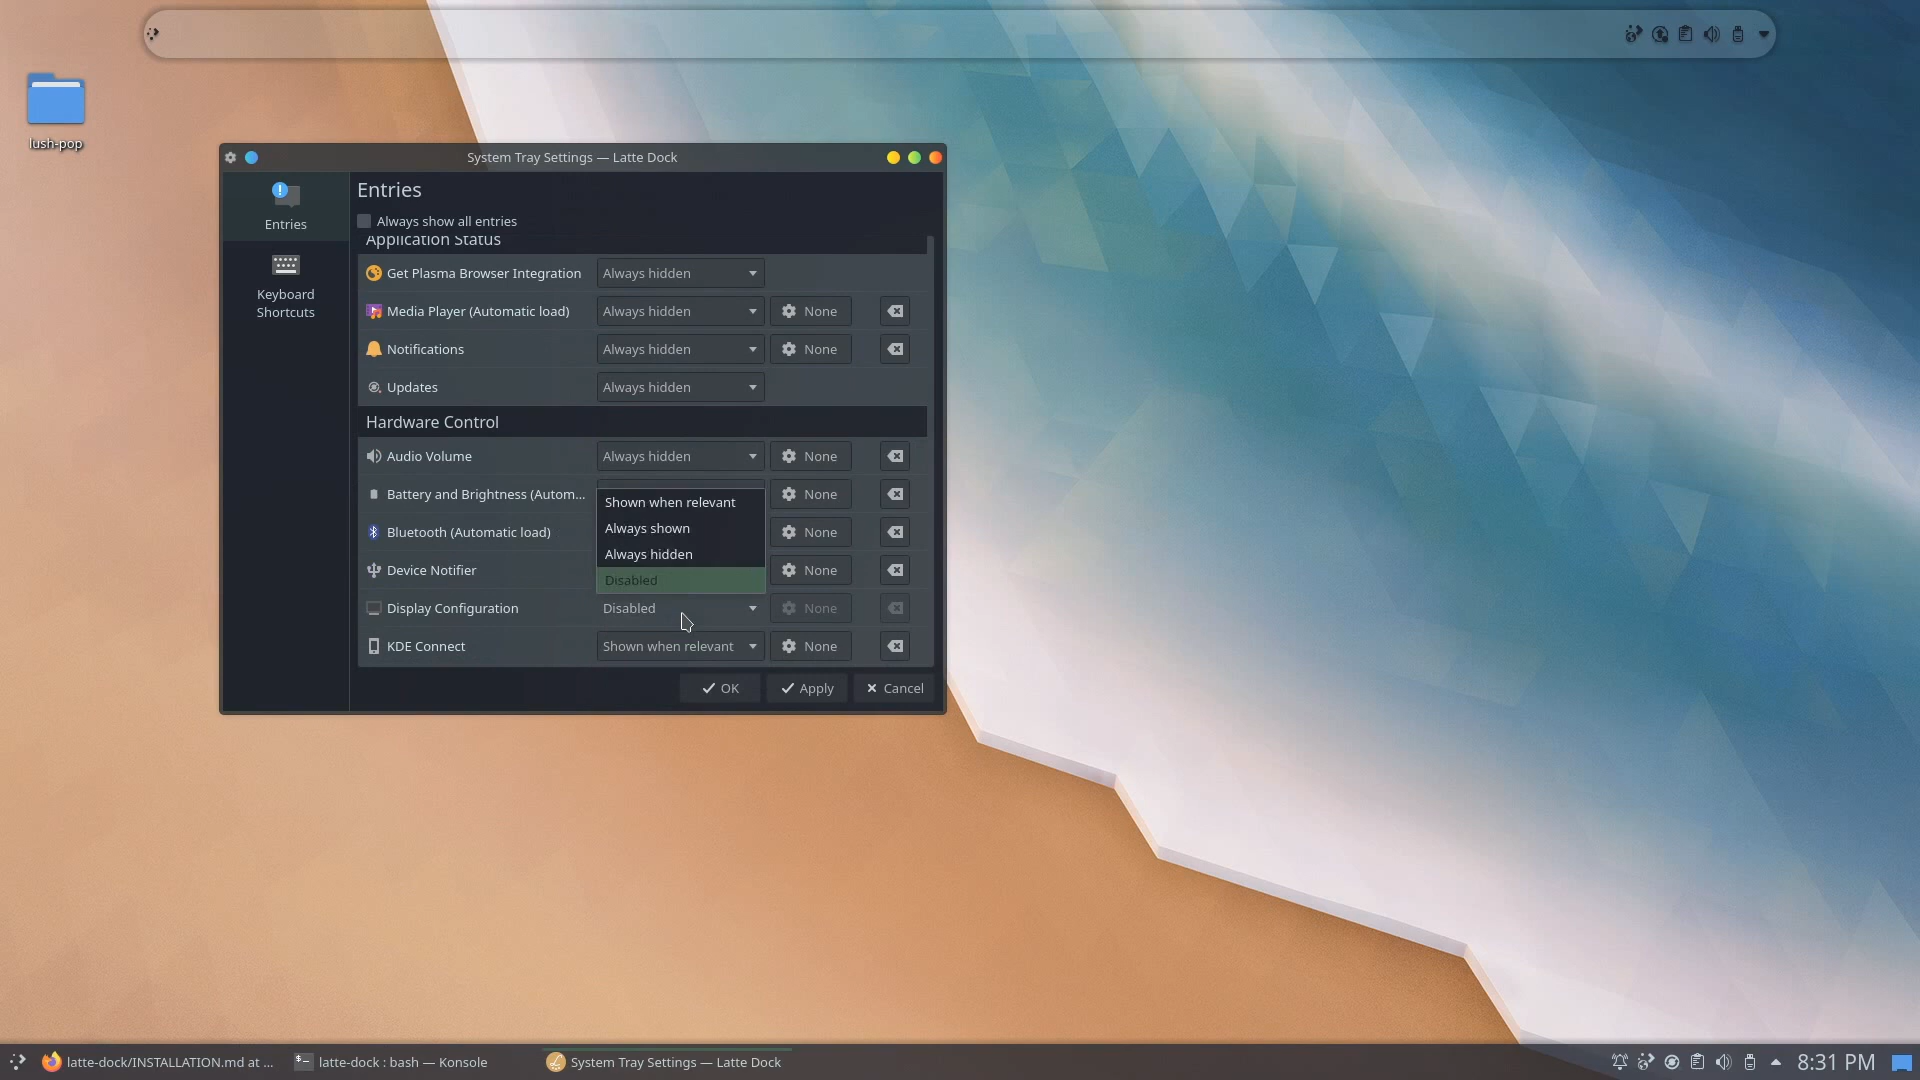 lush-pop
System Tray Settings — Latte Dock
Entries
Keyboard
Shortcuts
Entries
Always show all entries
Application Status
Get Plasma Browser Integration Always hidden
Media Player (Automatic load) Always hidden None
Notifications Always hidden None
Updates Always hidden
Hardware Control
Audio Volume Always hidden None
Battery and Brightness (Autom... None
Bluetooth (Automatic load) None
Device Notifier None
Shown when relevant
Always shown
Always hidden
Disabled
Display Configuration Disabled None
KDE Connect Shown when relevant None
OK Apply Cancel
latte-dock/INSTALLATION.md at ... latte-dock : bash — Konsole System Tray Settings — Latte Dock 8:31 PM